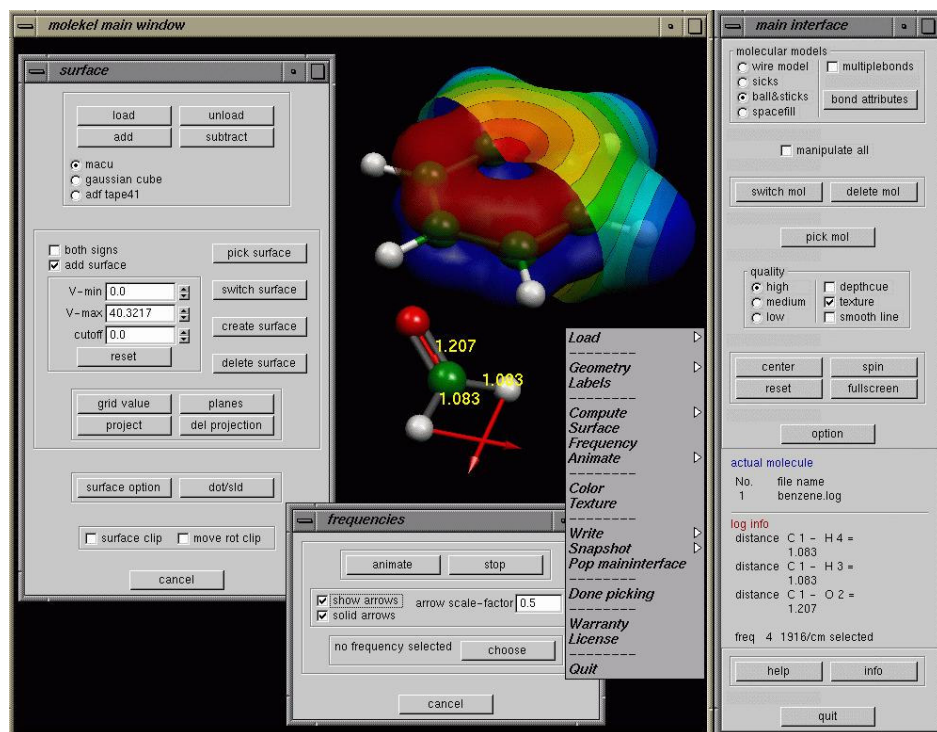 molekel main window
surface
load unload
add subtract
macu
gaussian cube
adf tape41
both signs
add surface
pick surface
V-min 0.0
switch surface
V-max 40.3217
cutoff 0.0
create surface
reset
delete surface
grid value planes
project del projection
surface option dot/sld
surface clip move rot clip
cancel
1.207
1.083
1.083
frequencies
animate stop
show arrows arrow scale-factor 0.5
solid arrows
no frequency selected choose
cancel
Load
--------
Geometry
Labels
--------
Compute
Surface
Frequency
Animate
--------
Color
Texture
--------
Write
Snapshot
Pop maininterface
--------
Done picking
--------
Warranty
License
--------
Quit
main interface
molecular models
wire model multiplebonds
sicks
ball&sticks bond attributes
spacefill
manipulate all
switch mol delete mol
pick mol
quality
high depthcue
medium texture
low smooth line
center spin
reset fullscreen
option
actual molecule
No. file name
1 benzene.log
log info
distance C 1 - H 4 =
1.083
distance C 1 - H 3 =
1.083
distance C 1 - O 2 =
1.207
freq 4 1916/cm selected
help info
quit